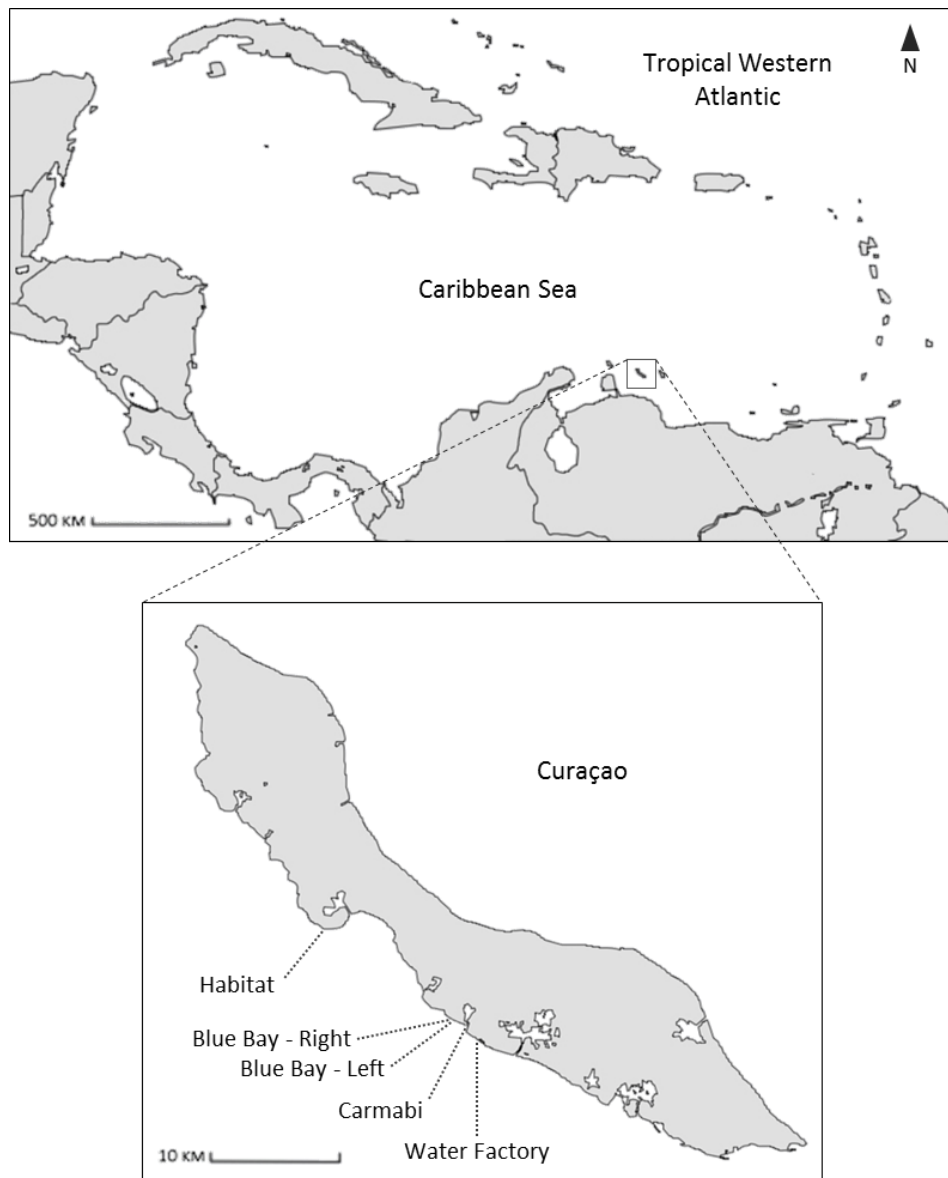 Tropical Western
Atlantic
N
Caribbean Sea
500 KM
Curaçao
Habitat
Blue Bay - Right
Blue Bay - Left
Carmabi
Water Factory
10 KM